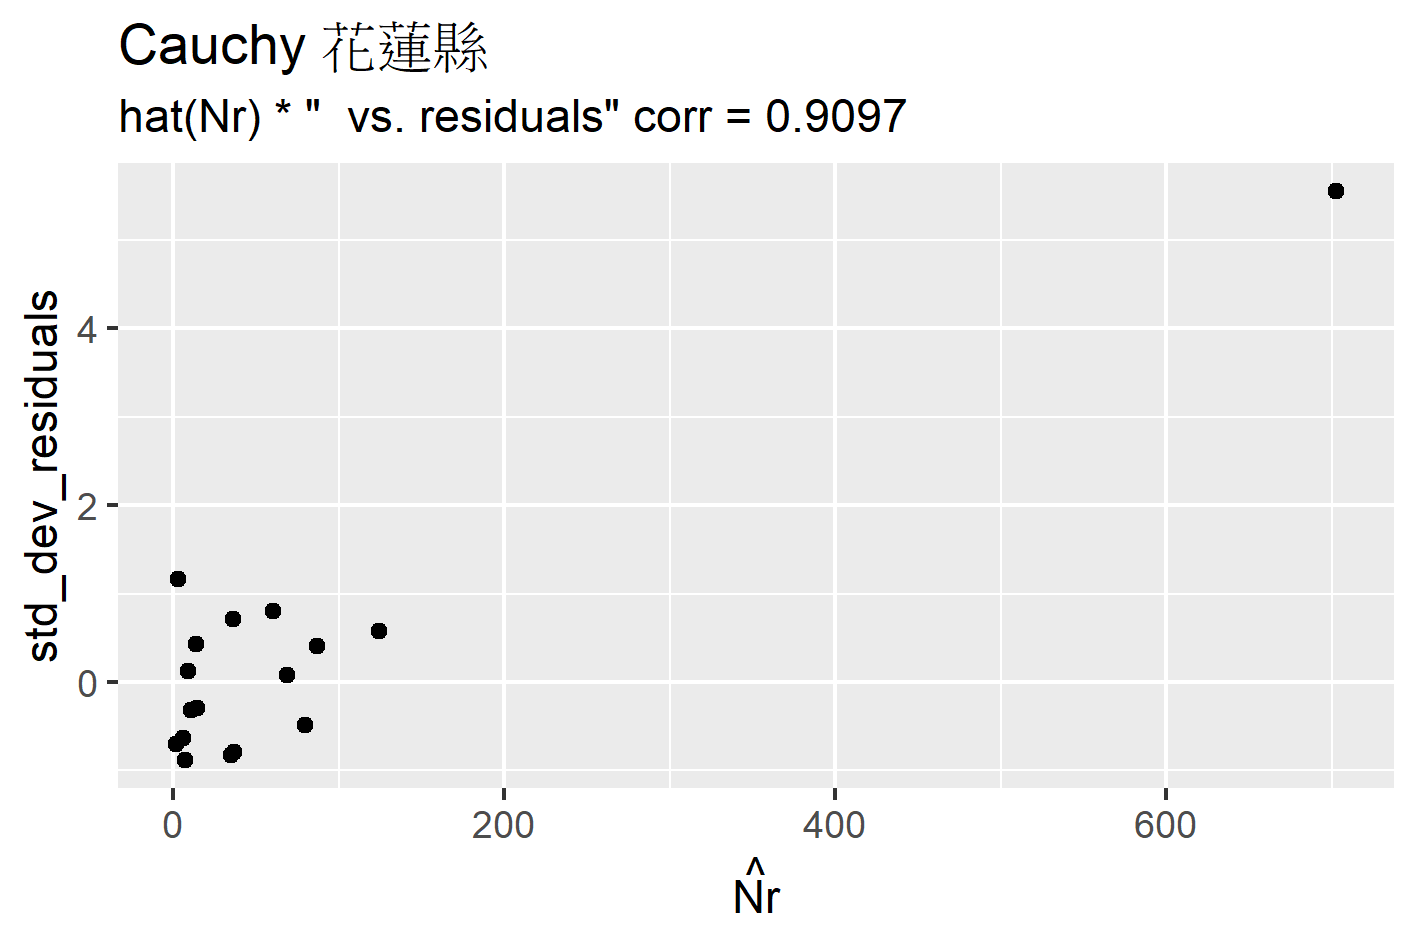 Cauchy 花蓮縣
hat(Nr) * "  vs. residuals" corr = 0.9097
std_dev_residuals
4
2
0
0
200
400
600
N̂r